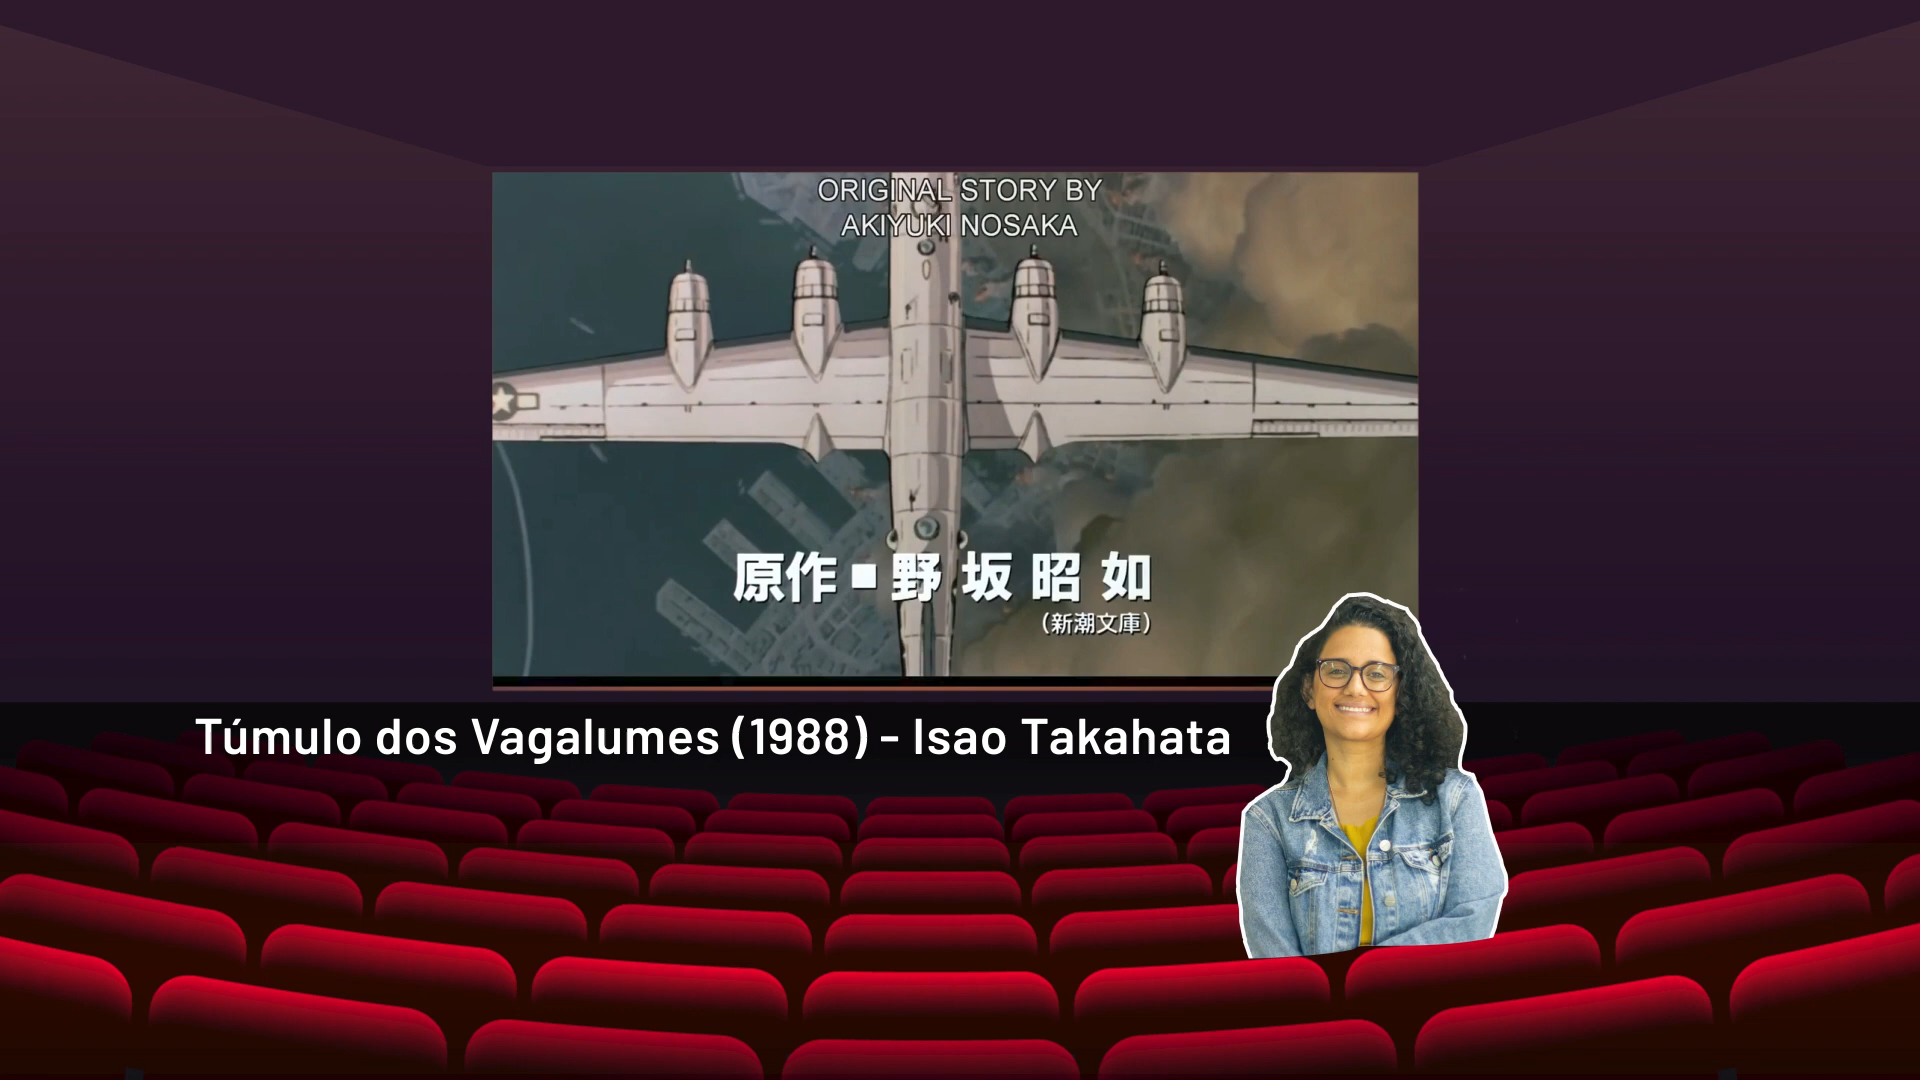 ORIGINAL STORY BY
AKIYUKI NOSAKA
原作■野坂昭如
（新潮文庫）
Túmulo dos Vagalumes (1988) - Isao Takahata